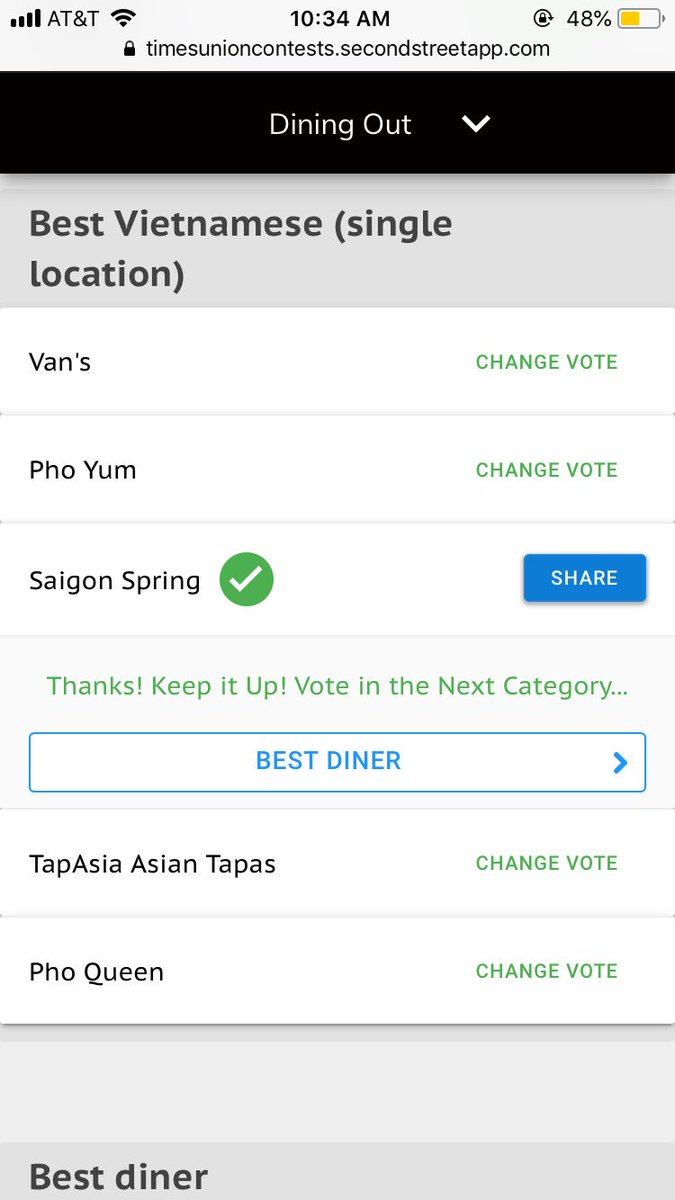 AT&T 10:34 AM 48%
timesunioncontests.secondstreetapp.com
Dining Out
Best Vietnamese (single
location)
Van's CHANGE VOTE
Pho Yum CHANGE VOTE
Saigon Spring SHARE
Thanks! Keep it Up! Vote in the Next Category...
BEST DINER
TapAsia Asian Tapas CHANGE VOTE
Pho Queen CHANGE VOTE
Best diner